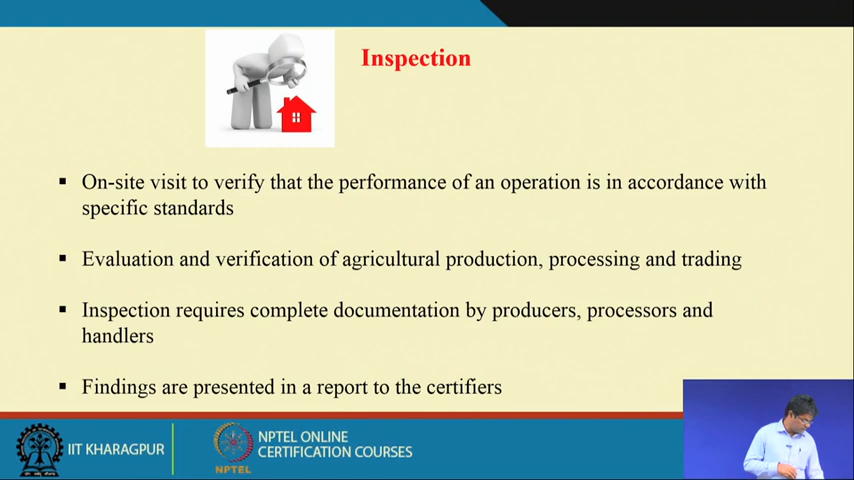 Inspection
▪ On-site visit to verify that the performance of an operation is in accordance with
specific standards
▪ Evaluation and verification of agricultural production, processing and trading
▪ Inspection requires complete documentation by producers, processors and
handlers
▪ Findings are presented in a report to the certifiers
IIT KHARAGPUR
NPTEL
NPTEL ONLINE
CERTIFICATION COURSES